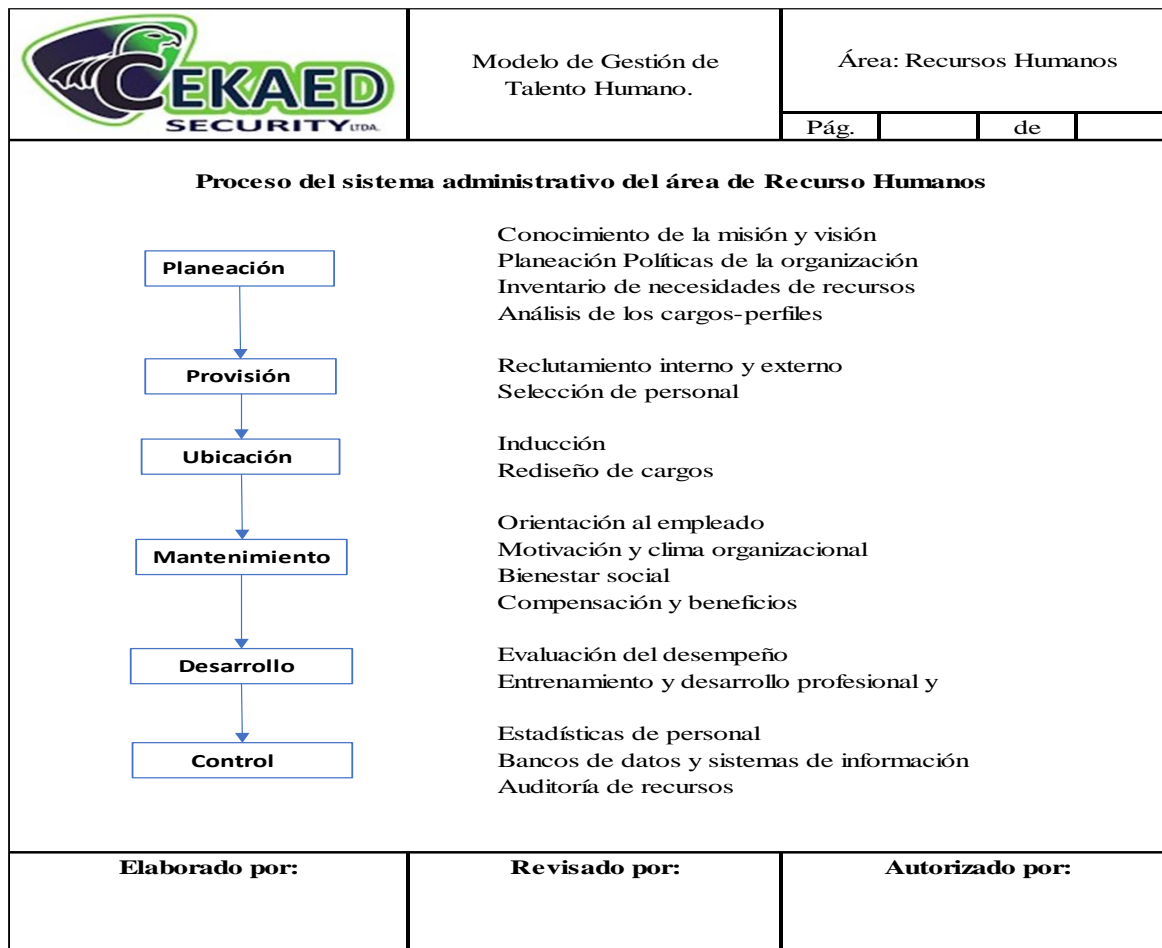 CEKAED
SECURITY LTDA.
Modelo de Gestión de
Talento Humano.
Área: Recursos Humanos
Pág. de
Proceso del sistema administrativo del área de Recurso Humanos
Planeación
Conocimiento de la misión y visión
Planeación Políticas de la organización
Inventario de necesidades de recursos
Análisis de los cargos-perfiles
Provisión
Reclutamiento interno y externo
Selección de personal
Ubicación
Inducción
Rediseño de cargos
Mantenimiento
Orientación al empleado
Motivación y clima organizacional
Bienestar social
Compensación y beneficios
Desarrollo
Evaluación del desempeño
Entrenamiento y desarrollo profesional y
Control
Estadísticas de personal
Bancos de datos y sistemas de información
Auditoría de recursos
Elaborado por:
Revisado por:
Autorizado por: